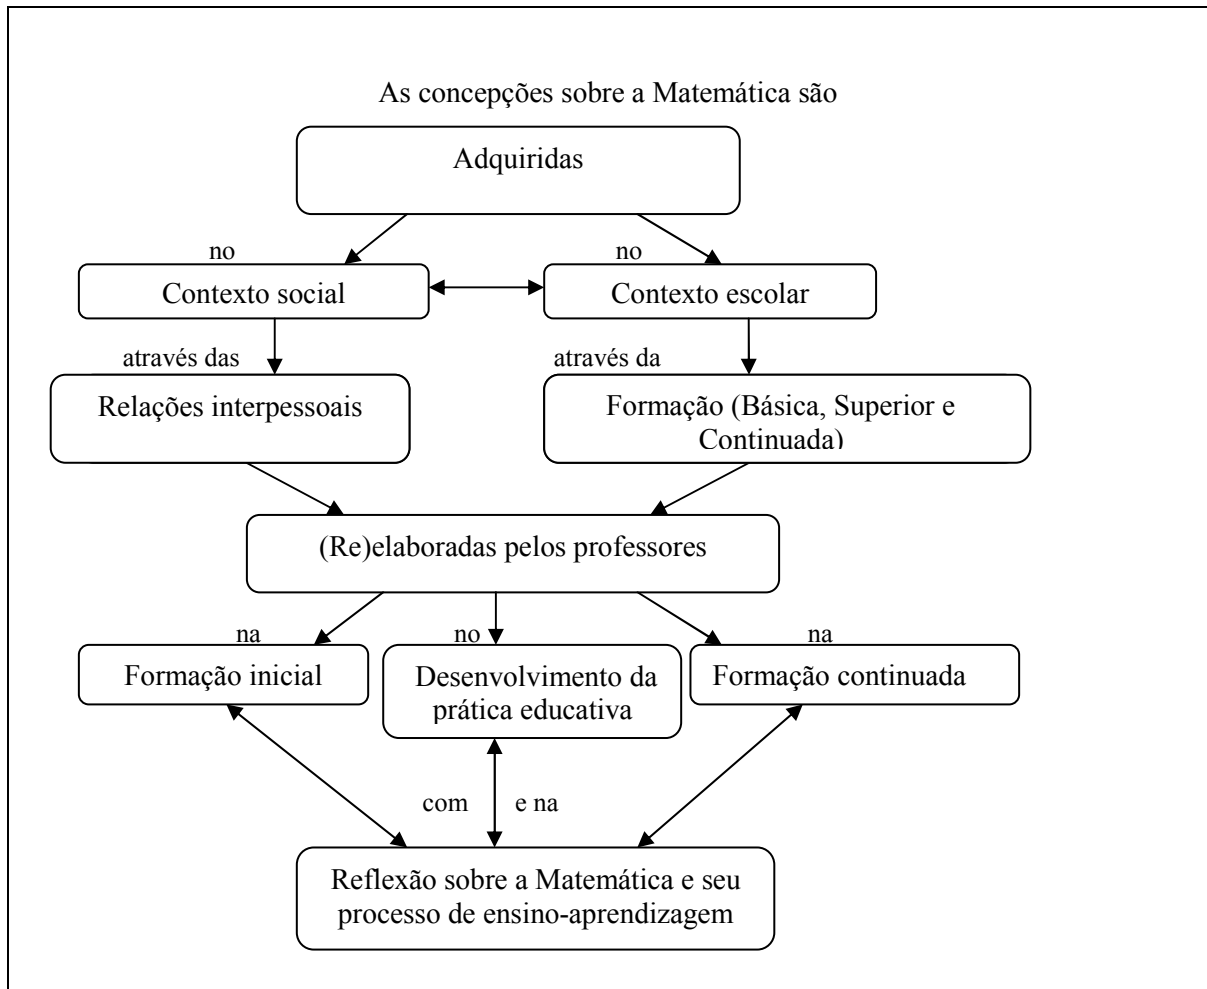 As concepções sobre a Matemática são
Adquiridas
no
no
Contexto social
Contexto escolar
através das
através da
Relações interpessoais
Formação (Básica, Superior e
Continuada)
(Re)elaboradas pelos professores
na
no
na
Formação inicial
Desenvolvimento da
prática educativa
Formação continuada
com
e na
Reflexão sobre a Matemática e seu
processo de ensino-aprendizagem